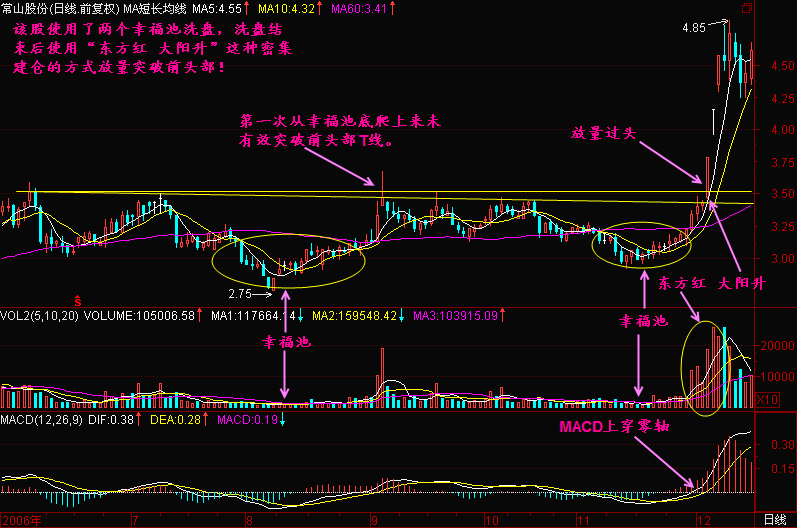 常山股份(日线.前复权) MA短长均线 MA5:4.55↑ MA10:4.32↑ MA60:3.41↑
该股使用了两个幸福池洗盘，洗盘结
束后使用“东方红 大阳升”这种密集
建仓的方式放量突破前头部！
4.85
4.50
4.25
4.00
3.75
3.50
3.25
3.00
第一次从幸福池底爬上来未
有效突破前头部T线。
放量过头
2.75
东方红 大阳升
幸福池
幸福池
S
VOL2(5,10,20) VOLUME:105006.58↑ MA1:117664.14↓ MA2:159548.42↓ MA3:103915.09↑
20000
10000
X10
MACD(12,26,9) DIF:0.38↑ DEA:0.28↑ MACD:0.19↓
MACD上穿零轴
0.30
0.15
2006年 7 8 9 10 11 12 日线